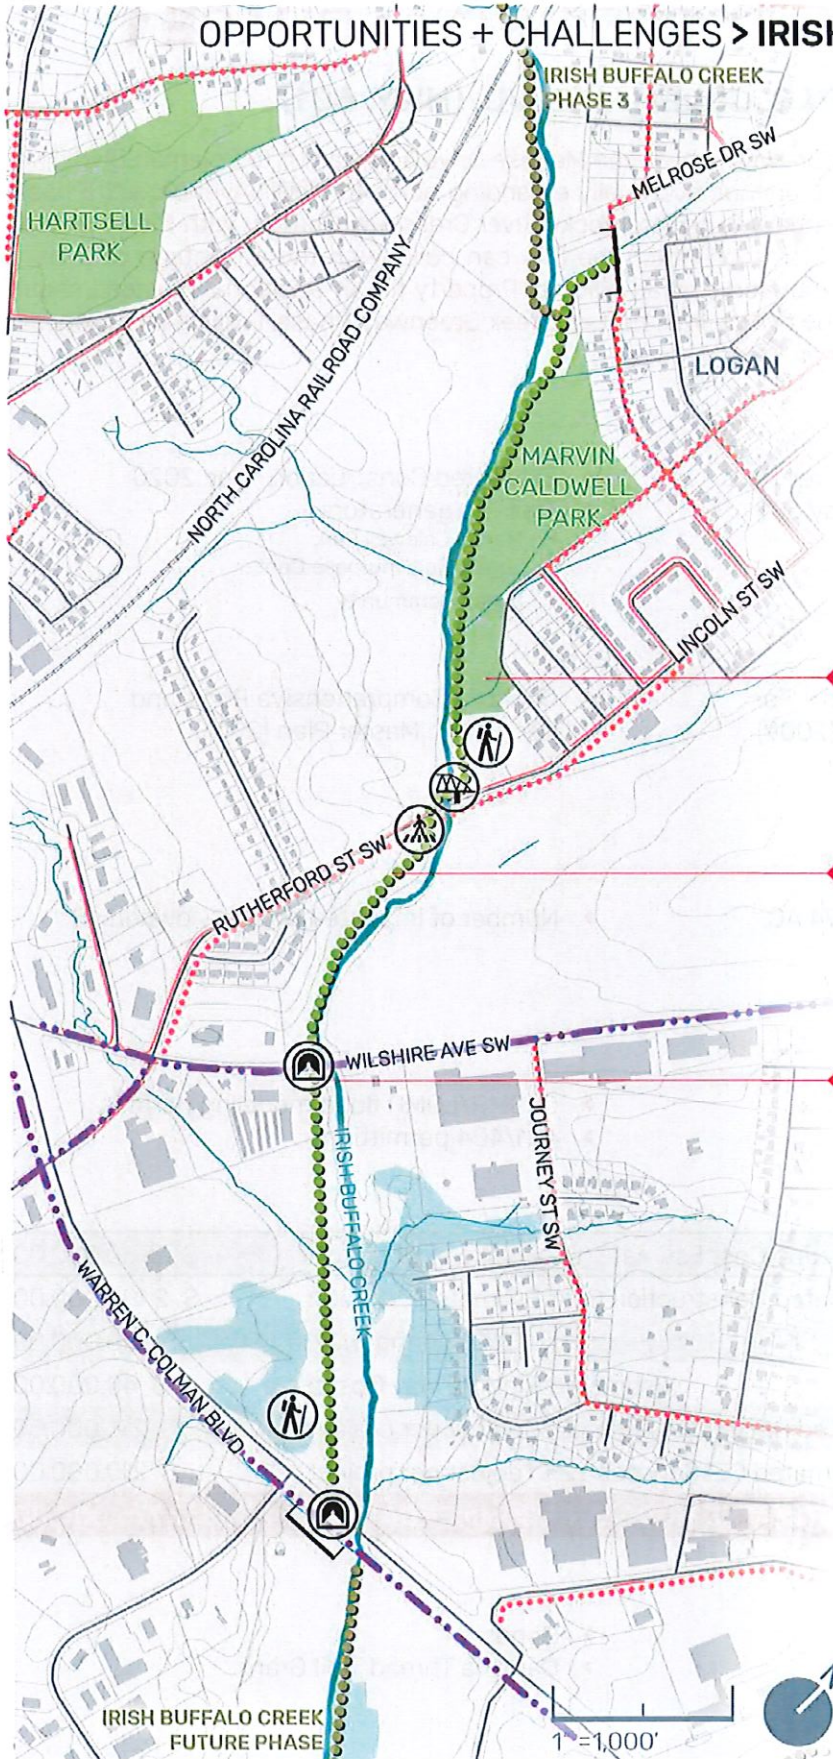 OPPORTUNITIES + CHALLENGES > IRISH
IRISH BUFFALO CREEK
PHASE 3
MELROSE DR SW
HARTSELL
PARK
NORTH CAROLINA RAILROAD COMPANY
LOGAN
MARVIN
CALDWELL
PARK
LINCOLN ST SW
RUTHERFORD ST SW
WILSHIRE AVE SW
JOURNEY ST SW
IRISH BUFFALO CREEK
WARREN C. COLMAN BLVD
IRISH BUFFALO CREEK
FUTURE PHASE
1"=1,000'